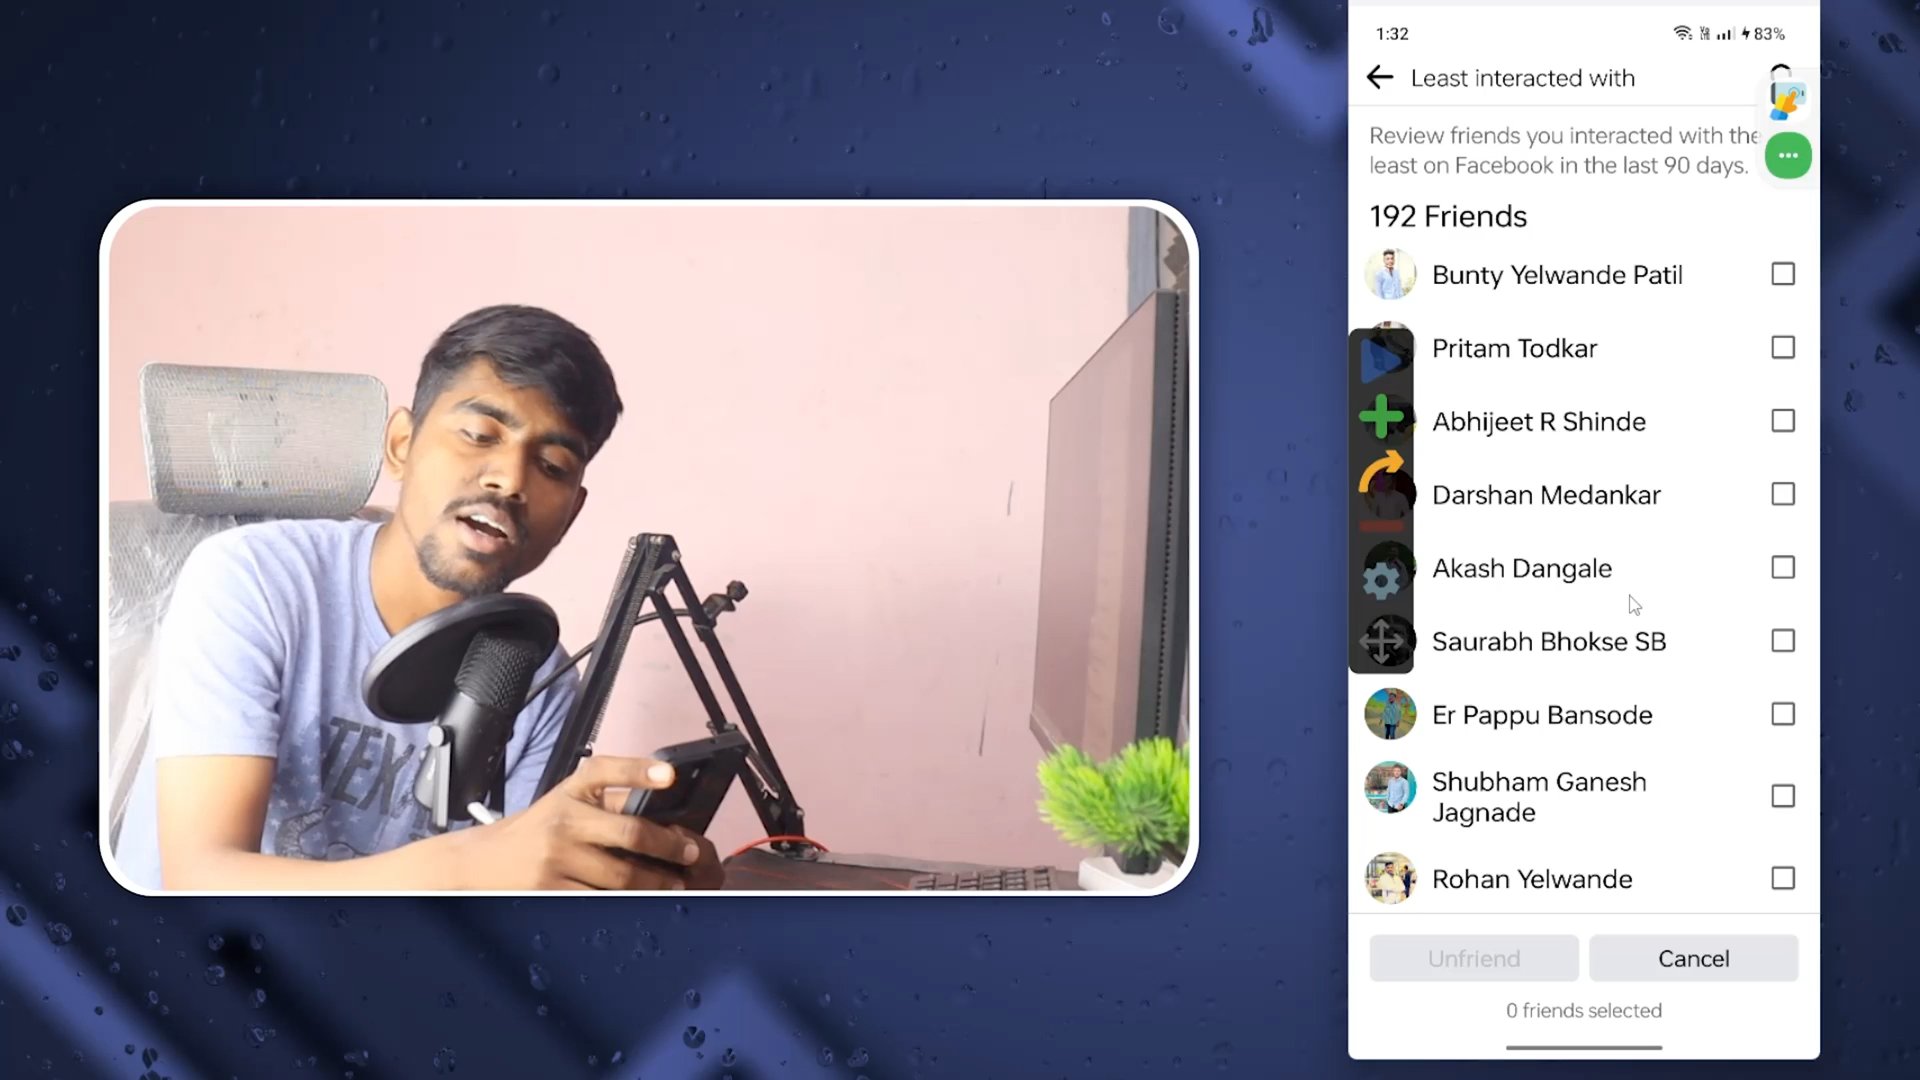 1:32
83%
Least interacted with
Review friends you interacted with the
least on Facebook in the last 90 days.
192 Friends
Bunty Yelwande Patil
Pritam Todkar
Abhijeet R Shinde
Darshan Medankar
Akash Dangale
Saurabh Bhokse SB
Er Pappu Bansode
Shubham Ganesh
Jagnade
Rohan Yelwande
Unfriend
Cancel
0 friends selected